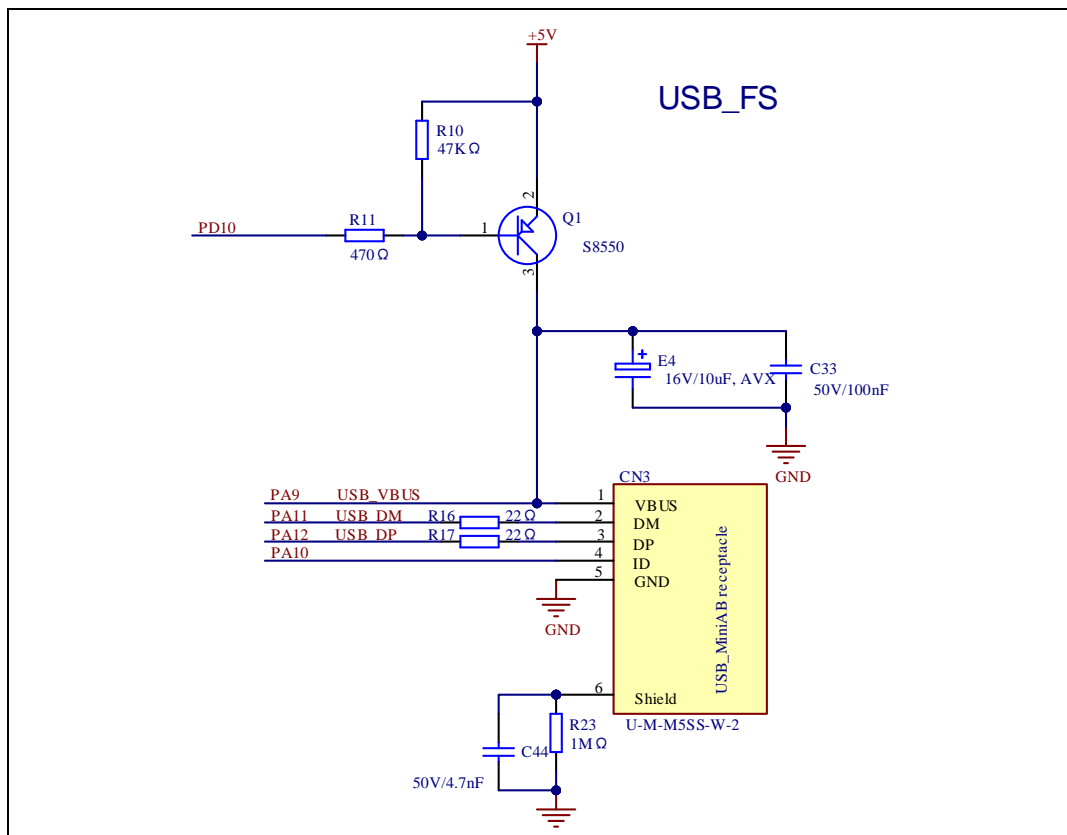 +5V
USB_FS
R10
47KΩ
2
Q1
PD10
R11
1
S8550
470Ω
3
E4
16V/10uF, AVX
C33
50V/100nF
GND
CN3
PA9 USB_VBUS
1
VBUS
PA11 USB_DM R16 22Ω
2
DM
PA12 USB_DP R17 22Ω
3
DP
PA10
4
ID
5
GND
GND
USB_MiniAB receptacle
6
Shield
U-M-M5SS-W-2
R23
1MΩ
C44
50V/4.7nF